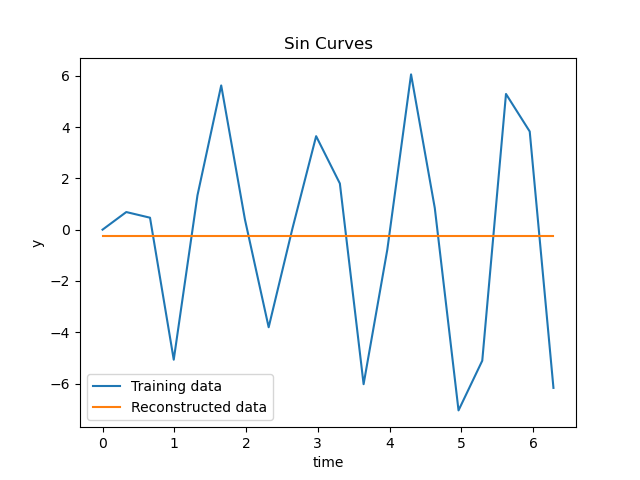 Sin Curves
6
4
2
0
−2
−4
−6
y
Training data
Reconstructed data
0 1 2 3 4 5 6
time